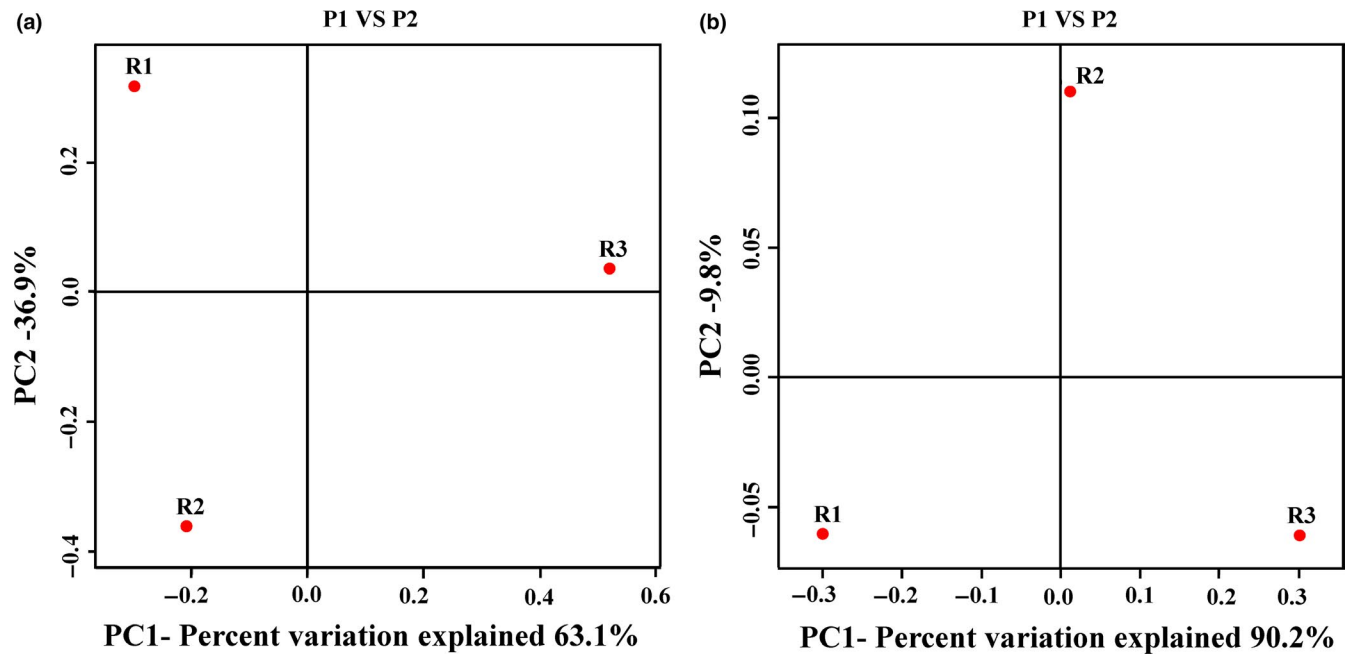 (a)
P1 VS P2
R1
R3
R2
0.2
0.0
−0.2
−0.4
PC2 -36.9%
−0.2 0.0 0.2 0.4 0.6
PC1- Percent variation explained 63.1%
(b)
P1 VS P2
R2
R1
R3
0.10
0.05
0.00
−0.05
PC2 -9.8%
−0.3 −0.2 −0.1 0.0 0.1 0.2 0.3
PC1- Percent variation explained 90.2%